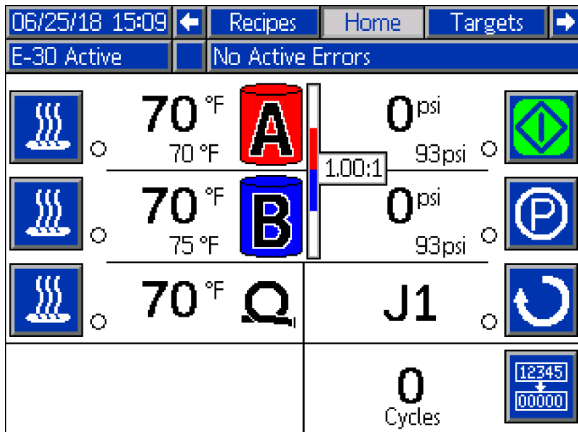 06/25/18 15:09 Recipes Home Targets
E-30 Active No Active Errors
70 °F A 0 psi
70 °F 93psi
1.00:1
70 °F B 0 psi
75 °F 93psi
P
70 °F J1
0
Cycles
12345
00000